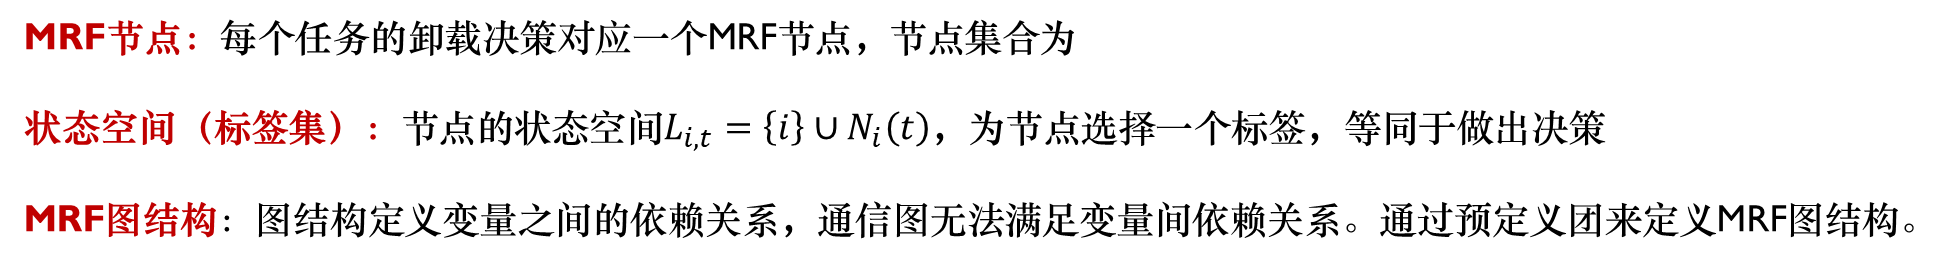 MRF节点：每个任务的卸载决策对应一个MRF节点，节点集合为
状态空间（标签集）：节点的状态空间$L_{i,t} = \{i\} \cup N_i(t)$，为节点选择一个标签，等同于做出决策
MRF图结构：图结构定义变量之间的依赖关系，通信图无法满足变量间依赖关系。通过预定义团来定义MRF图结构。